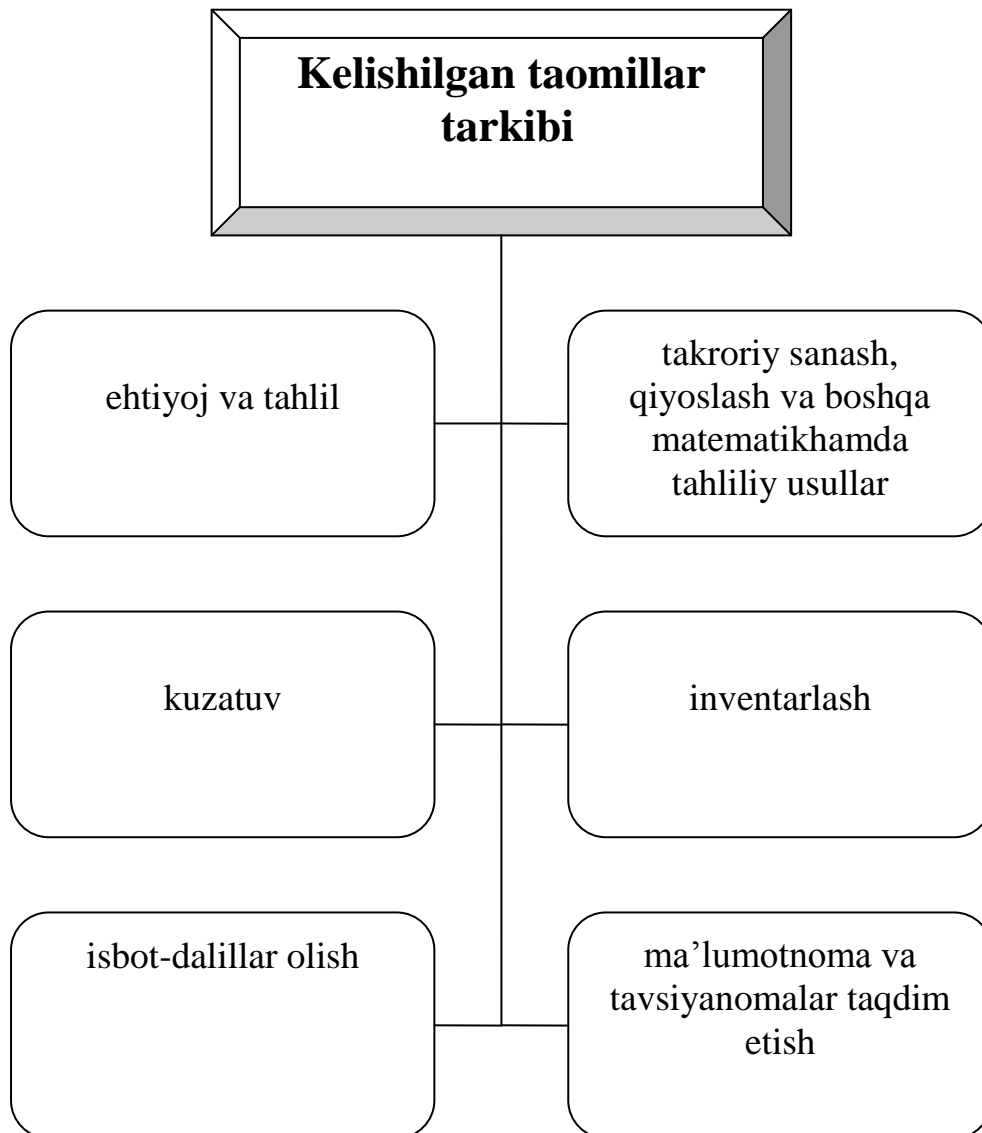 Kelishilgan taomillar
tarkibi
ehtiyoj va tahlil
takroriy sanash,
qiyoslash va boshqa
matematikhamda
tahliliy usullar
kuzatuv
inventarlash
isbot-dalillar olish
ma’lumotnoma va
tavsiyanomalar taqdim
etish